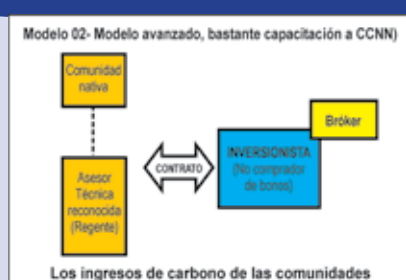 Modelo 02- Modelo avanzado, bastante capacitación a CCNN)
Comunidad
nativa
Bróker
Asesor
Técnica
reconocida
(Regente)
CONTRATO
INVERSIONISTA
(No comprador
de bonos)
Los ingresos de carbono de las comunidades